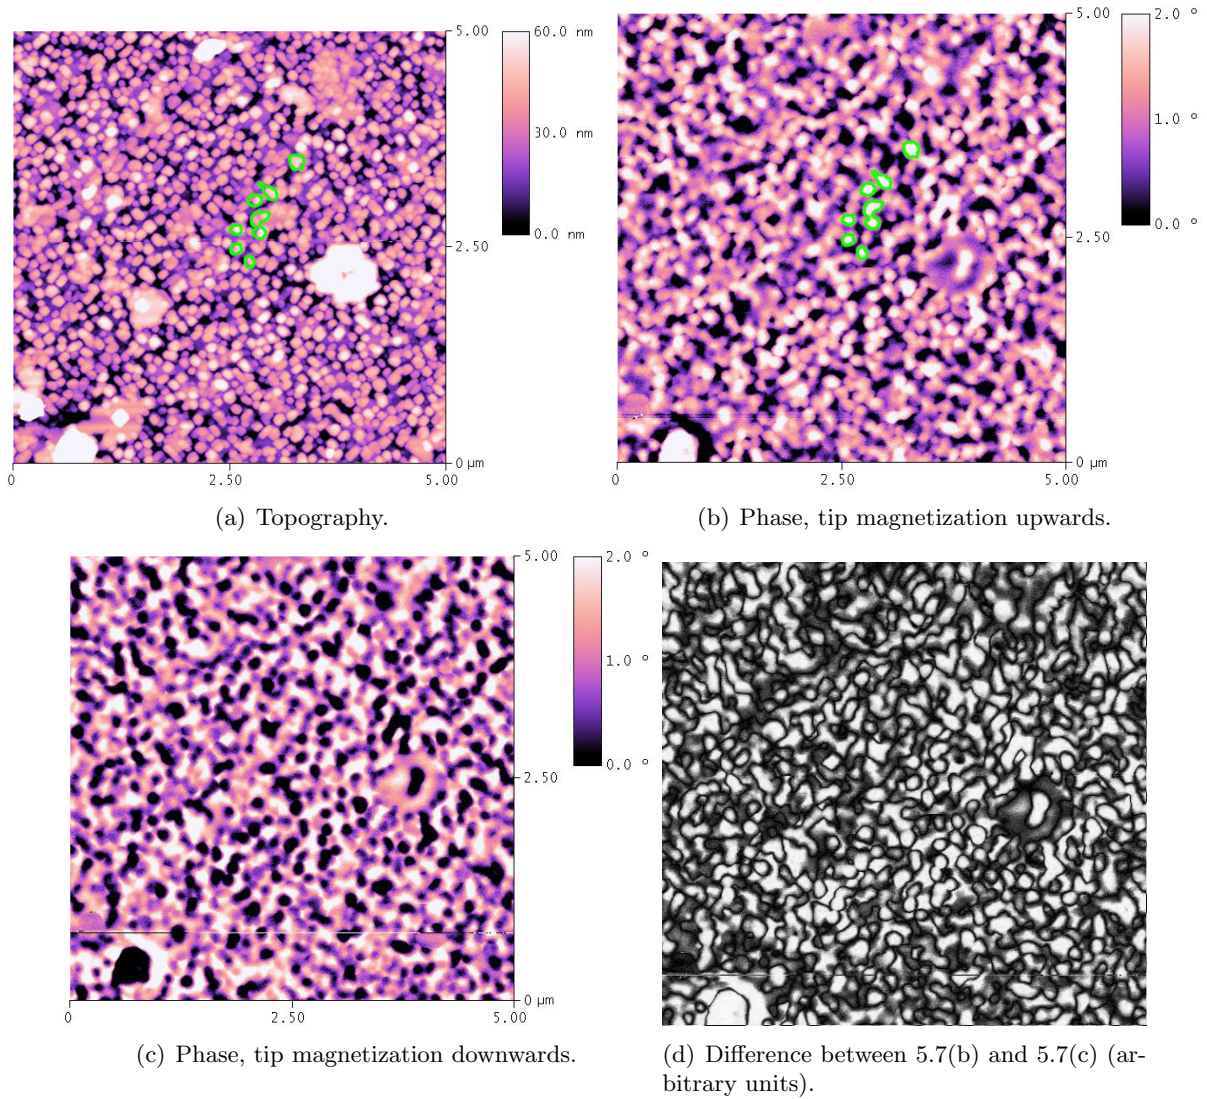 5.00
60.0 nm
30.0 nm
0.0 nm
2.50
0 µm
0
2.50
5.00
(a) Topography.
5.00
2.0 °
1.0 °
0.0 °
2.50
0 µm
0
2.50
5.00
(b) Phase, tip magnetization upwards.
5.00
2.0 °
1.0 °
0.0 °
2.50
0 µm
0
2.50
5.00
(c) Phase, tip magnetization downwards.
(d) Difference between 5.7(b) and 5.7(c) (ar-
bitrary units).